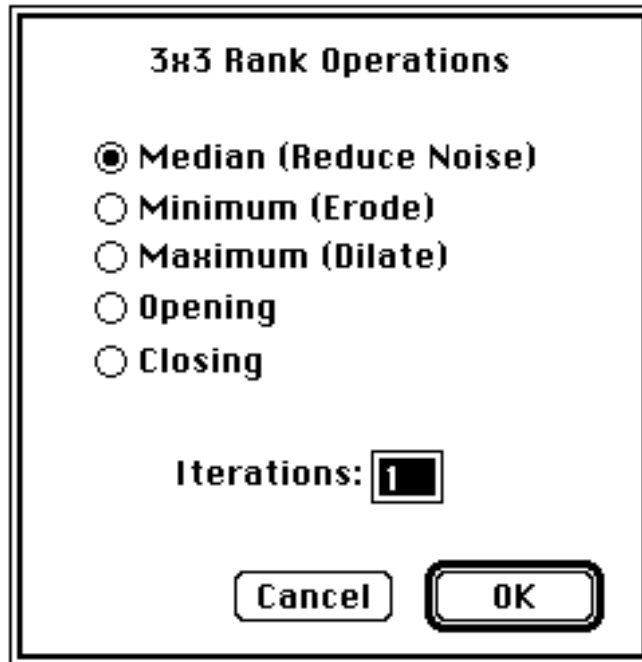 3x3 Rank Operations
Median (Reduce Noise)
Minimum (Erode)
Maximum (Dilate)
Opening
Closing
Iterations: 1
Cancel OK